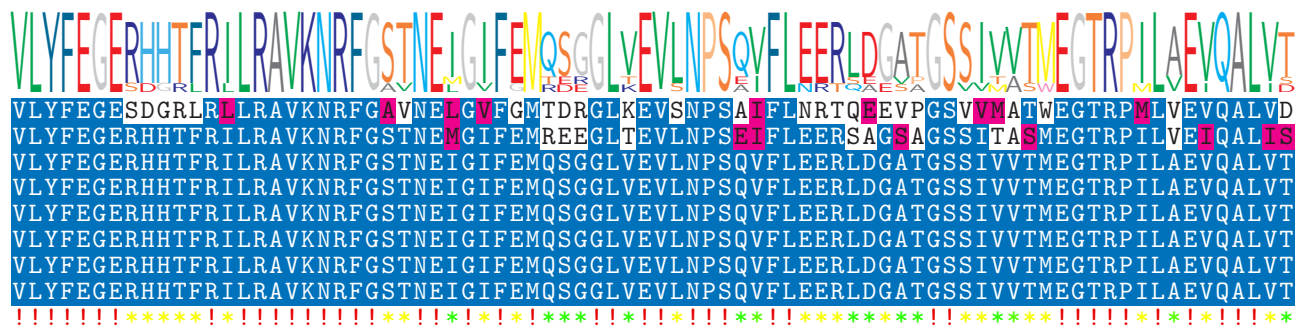 VLYFEGERHHTFRILRAVKNRFGSTNEIGIFEMQSGGLVEVLNPSQVFLEERLDGATGSSIVVTMEGTRPILAEVQALVT
VLYFEGESDGRLRLLRAVKNRFGAVNELGVFGMTDRGLKEVSNPSAIFLNRTQEEVPGSVVMATWEGTRPMLVEVQALVD
VLYFEGERHHTFRILRAVKNRFGSTNEMGIFEMREEGLTEVLNPSEIFLEERSAGSAGSSITASMEGTRPILVEIQALIS
VLYFEGERHHTFRILRAVKNRFGSTNEIGIFEMQSGGLVEVLNPSQVFLEERLDGATGSSIVVTMEGTRPILAEVQALVT
VLYFEGERHHTFRILRAVKNRFGSTNEIGIFEMQSGGLVEVLNPSQVFLEERLDGATGSSIVVTMEGTRPILAEVQALVT
VLYFEGERHHTFRILRAVKNRFGSTNEIGIFEMQSGGLVEVLNPSQVFLEERLDGATGSSIVVTMEGTRPILAEVQALVT
VLYFEGERHHTFRILRAVKNRFGSTNEIGIFEMQSGGLVEVLNPSQVFLEERLDGATGSSIVVTMEGTRPILAEVQALVT
VLYFEGERHHTFRILRAVKNRFGSTNEIGIFEMQSGGLVEVLNPSQVFLEERLDGATGSSIVVTMEGTRPILAEVQALVT
VLYFEGERHHTFRILRAVKNRFGSTNEIGIFEMQSGGLVEVLNPSQVFLEERLDGATGSSIVVTMEGTRPILAEVQALVT
!!!!!!!*****!*!!!!!!!!!**!!*!*!*!***!!*!!*!!!**!!********!!******!!!!!*!*!*!!!**